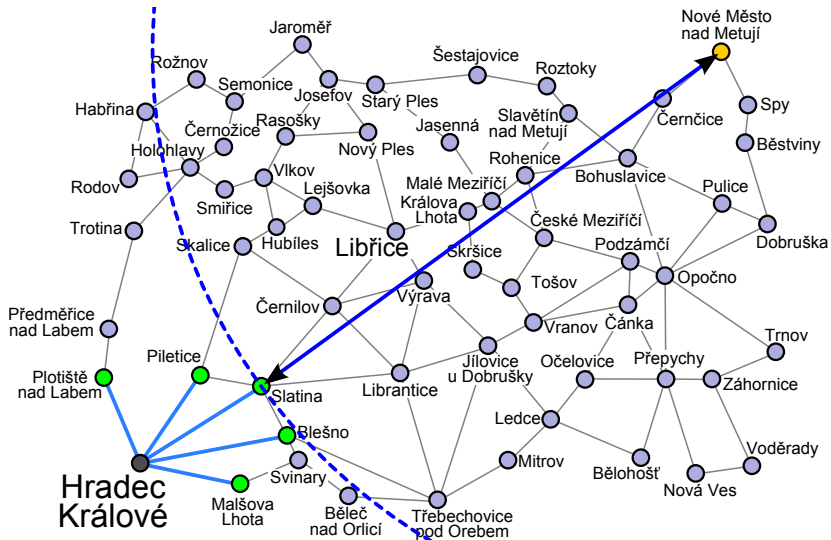 Jaroměř
Nové Město
nad Metují
Rožnov
Šestajovice
Semonice
Roztoky
Josefov
Starý Ples
Habřina
Černčice
Spy
Rasošky
Slavětín
nad Metují
Černožice
Jasenná
Nový Ples
Běstviny
Holohlavy
Rohenice
Vlkov
Bohuslavice
Rodov
Lejšovka
Malé Meziříčí
Pulice
Smiřice
Králova
Lhota
Trotina
České Meziříčí
Skalice
Hubíles
Libřice
Skršice
Podzámčí
Dobruška
Opočno
Tošov
Výrava
Černilov
Předměřice
nad Labem
Vranov
Čánka
Trnov
Piletice
Jílovice
u Dobrušky
Očelovice
Přepychy
Plotiště
nad Labem
Slatina
Librantice
Záhornice
Ledce
Blešno
Voděrady
Svinary
Mitrov
Bělohošť
Hradec
Králové
Nová Ves
Malšova
Lhota
Běleč
nad Orlicí
Třebechovice
pod Orebem